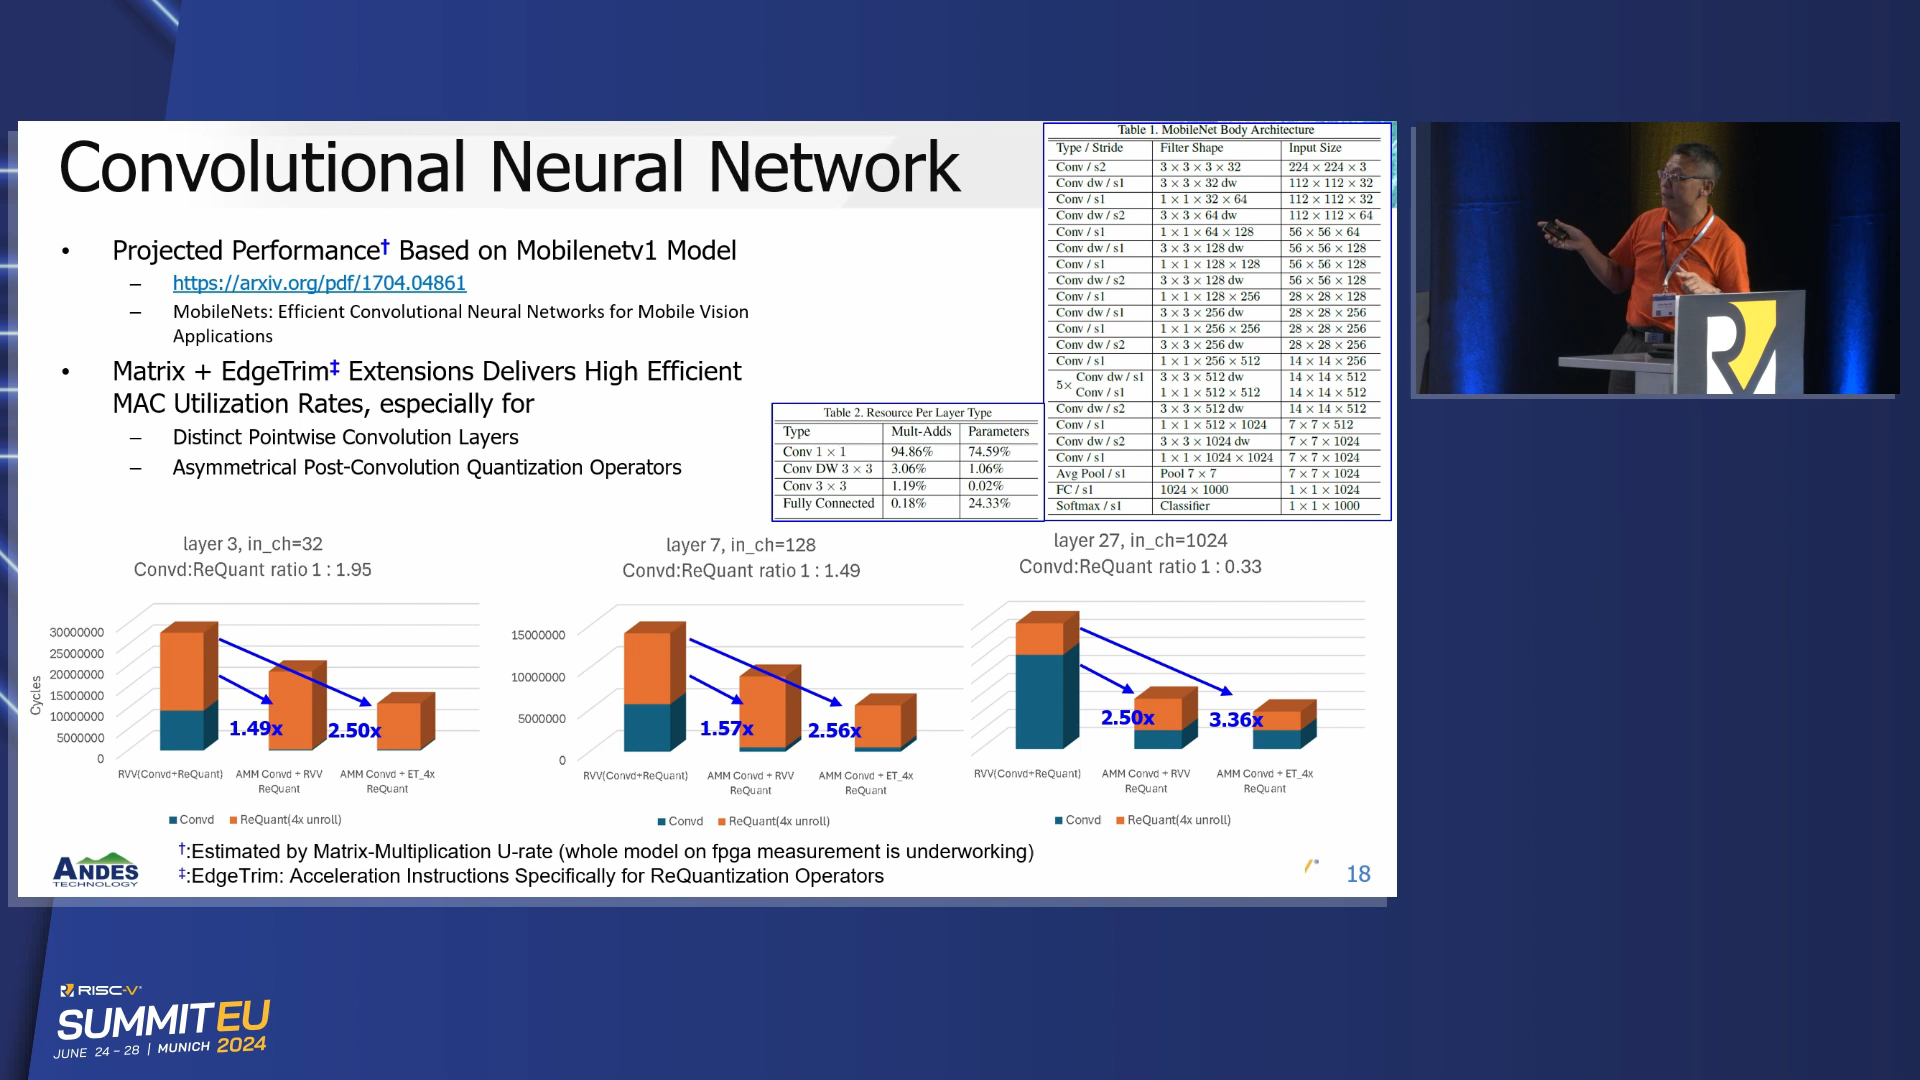 Convolutional Neural Network
• Projected Performance† Based on Mobilenetv1 Model
– https://arxiv.org/pdf/1704.04861
– MobileNets: Efficient Convolutional Neural Networks for Mobile Vision
Applications
• Matrix + EdgeTrim‡ Extensions Delivers High Efficient
MAC Utilization Rates, especially for
– Distinct Pointwise Convolution Layers
– Asymmetrical Post-Convolution Quantization Operators
Table 2. Resource Per Layer Type
Type Mult-Adds Parameters
Conv 1 × 1 94.86% 74.59%
Conv DW 3 × 3 3.06% 1.06%
Conv 3 × 3 1.19% 0.02%
Fully Connected 0.18% 24.33%
Table 1. MobileNet Body Architecture
Type / Stride Filter Shape Input Size
Conv / s2 3 × 3 × 3 × 32 224 × 224 × 3
Conv dw / s1 3 × 3 × 32 dw 112 × 112 × 32
Conv / s1 1 × 1 × 32 × 64 112 × 112 × 32
Conv dw / s2 3 × 3 × 64 dw 112 × 112 × 64
Conv / s1 1 × 1 × 64 × 128 56 × 56 × 64
Conv dw / s1 3 × 3 × 128 dw 56 × 56 × 128
Conv / s1 1 × 1 × 128 × 128 56 × 56 × 128
Conv dw / s2 3 × 3 × 128 dw 56 × 56 × 128
Conv / s1 1 × 1 × 128 × 256 28 × 28 × 128
Conv dw / s1 3 × 3 × 256 dw 28 × 28 × 256
Conv / s1 1 × 1 × 256 × 256 28 × 28 × 256
Conv dw / s2 3 × 3 × 256 dw 28 × 28 × 256
Conv / s1 1 × 1 × 256 × 512 14 × 14 × 256
5× Conv dw / s1 3 × 3 × 512 dw 14 × 14 × 512
Conv / s1 1 × 1 × 512 × 512 14 × 14 × 512
Conv dw / s2 3 × 3 × 512 dw 14 × 14 × 512
Conv / s1 1 × 1 × 512 × 1024 7 × 7 × 512
Conv dw / s2 3 × 3 × 1024 dw 7 × 7 × 1024
Conv / s1 1 × 1 × 1024 × 1024 7 × 7 × 1024
Avg Pool / s1 Pool 7 × 7 7 × 7 × 1024
FC / s1 1024 × 1000 1 × 1 × 1024
Softmax / s1 Classifier 1 × 1 × 1000
layer 3, in_ch=32
Convd:ReQuant ratio 1 : 1.95
Cycles
30000000
25000000
20000000
15000000
10000000
5000000
0
1.49x 2.50x
RVV(Convd+ReQuant) AMM Convd + RVV AMM Convd + ET_4x
ReQuant ReQuant
Convd ReQuant(4x unroll)
layer 7, in_ch=128
Convd:ReQuant ratio 1 : 1.49
15000000
10000000
5000000
0
1.57x 2.56x
RVV(Convd+ReQuant) AMM Convd + RVV AMM Convd + ET_4x
ReQuant ReQuant
Convd ReQuant(4x unroll)
layer 27, in_ch=1024
Convd:ReQuant ratio 1 : 0.33
2.50x 3.36x
RVV(Convd+ReQuant) AMM Convd + RVV AMM Convd + ET_4x
ReQuant ReQuant
Convd ReQuant(4x unroll)
†:Estimated by Matrix-Multiplication U-rate (whole model on fpga measurement is underworking)
‡:EdgeTrim: Acceleration Instructions Specifically for ReQuantization Operators
ANDES
TECHNOLOGY
18
RISC-V®
SUMMIT EU
JUNE 24 – 28 | MUNICH 2024